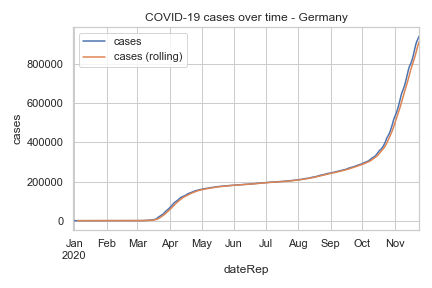 COVID-19 cases over time - Germany
cases
cases (rolling)
800000
600000
400000
200000
0
cases
Jan Feb Mar Apr May Jun Jul Aug Sep Oct Nov
2020
dateRep